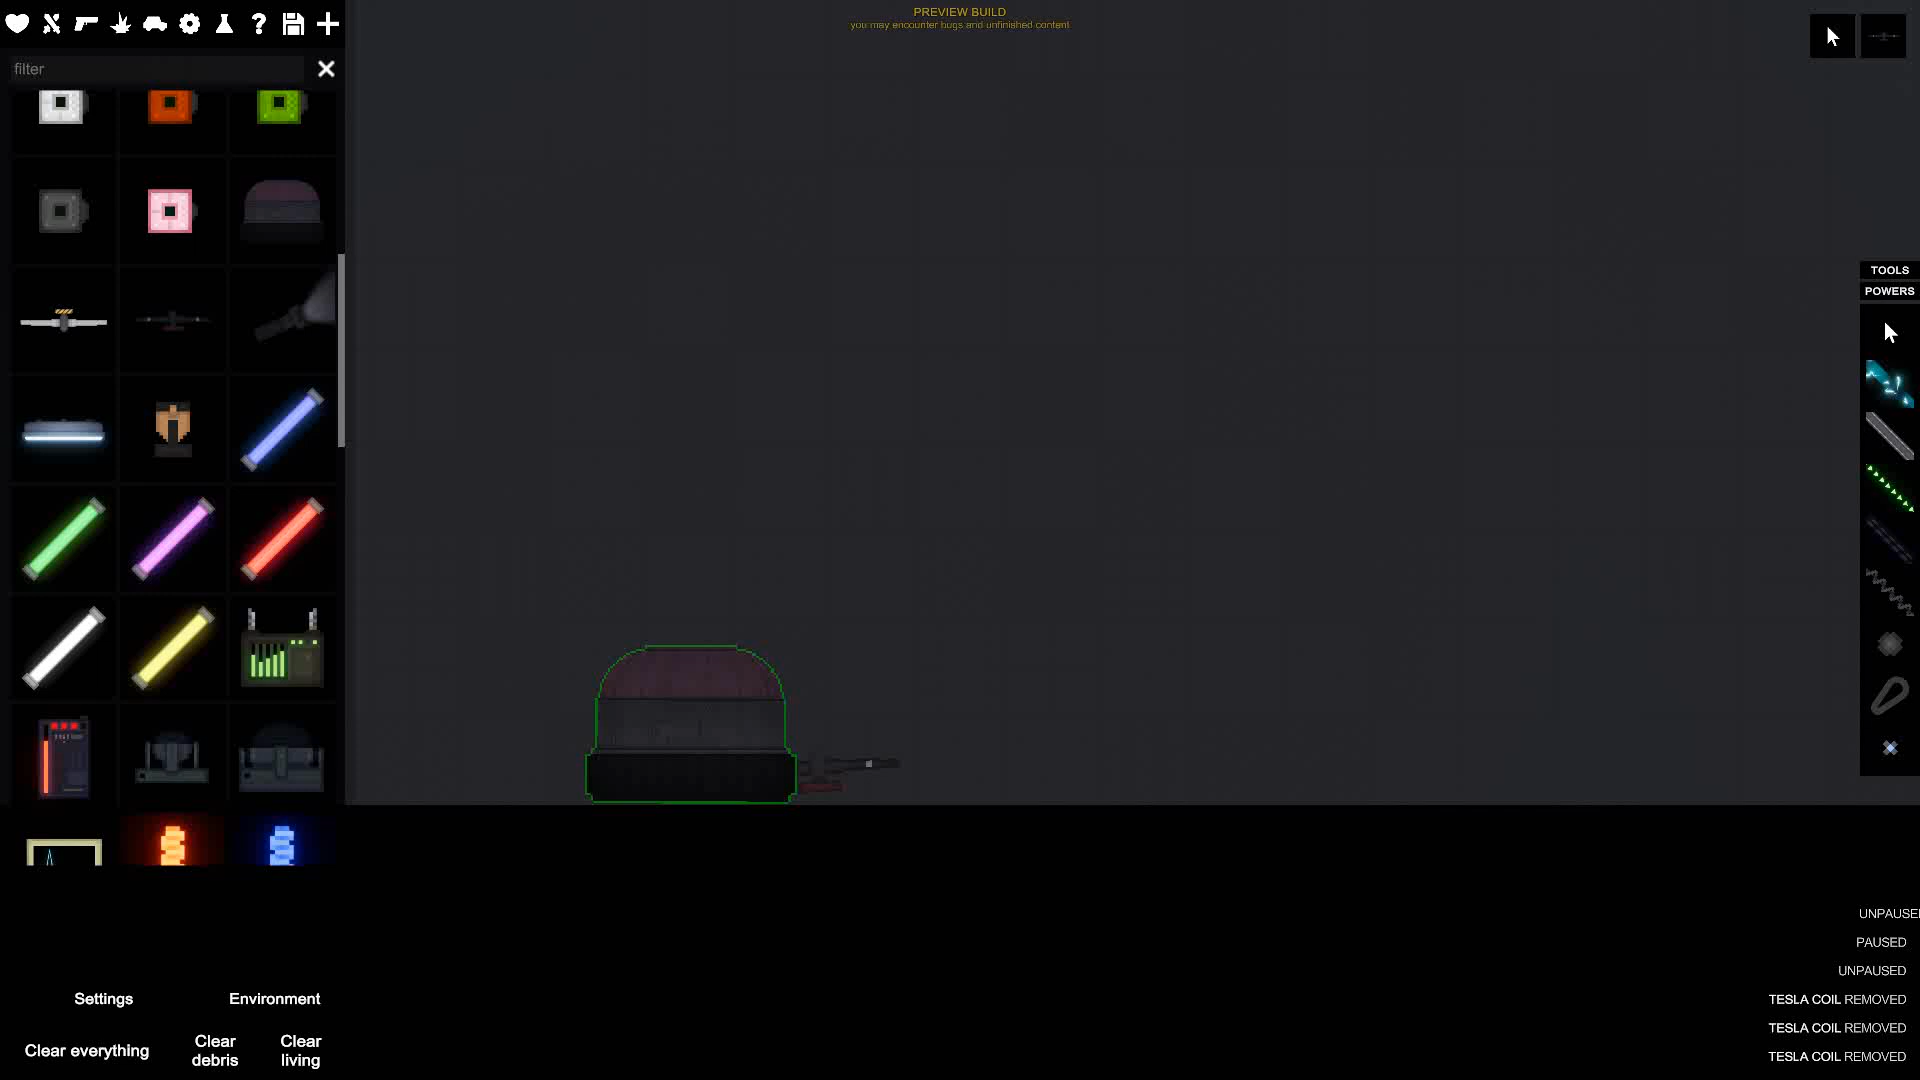 PREVIEW BUILD
you may encounter bugs and unfinished content
filter
TOOLS
POWERS
UNPAUSED
PAUSED
UNPAUSED
TESLA COIL REMOVED
TESLA COIL REMOVED
TESLA COIL REMOVED
Settings
Environment
Clear everything
Clear
debris
Clear
living